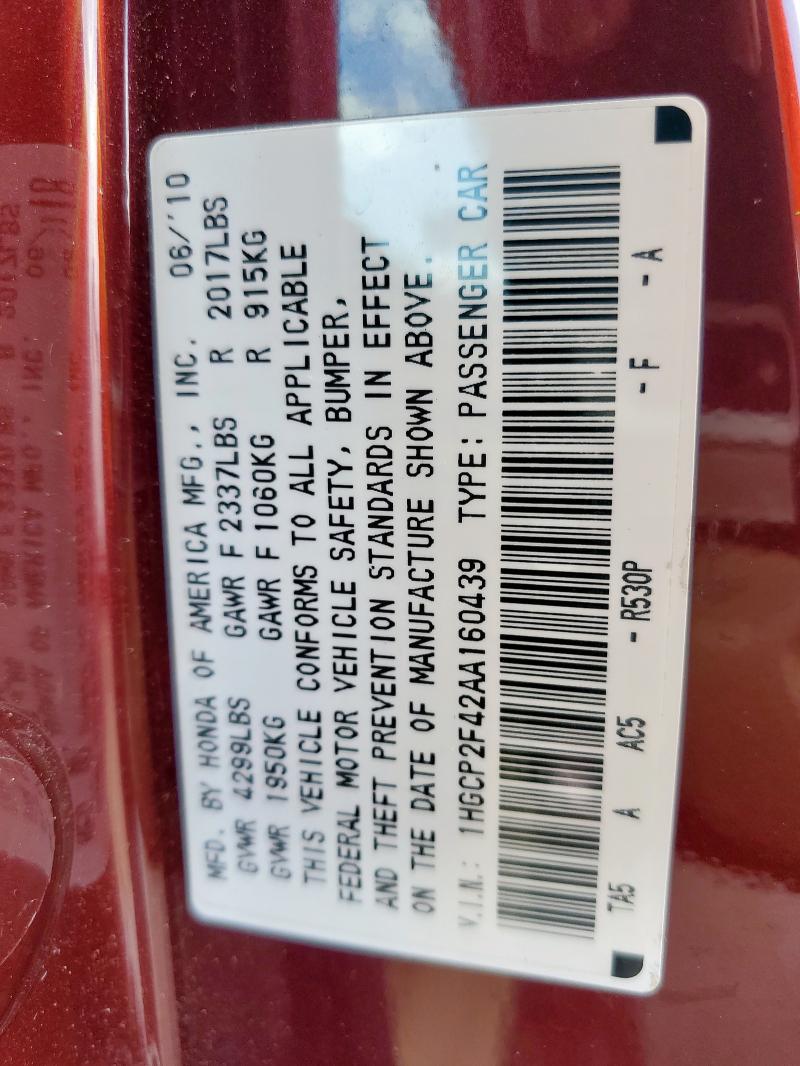 MFD. BY HONDA OF AMERICA MFG., INC. 06/'10
GVWR 4299LBS GAWR F 2337LBS R 2017LBS
GVWR 1950KG GAWR F 1060KG R 915KG
THIS VEHICLE CONFORMS TO ALL APPLICABLE
FEDERAL MOTOR VEHICLE SAFETY, BUMPER,
AND THEFT PREVENTION STANDARDS IN EFFECT
ON THE DATE OF MANUFACTURE SHOWN ABOVE.
V.I.N.: 1HGCP2F42AA160439 TYPE: PASSENGER CAR
TA5 A AC5 - R530P - F - A